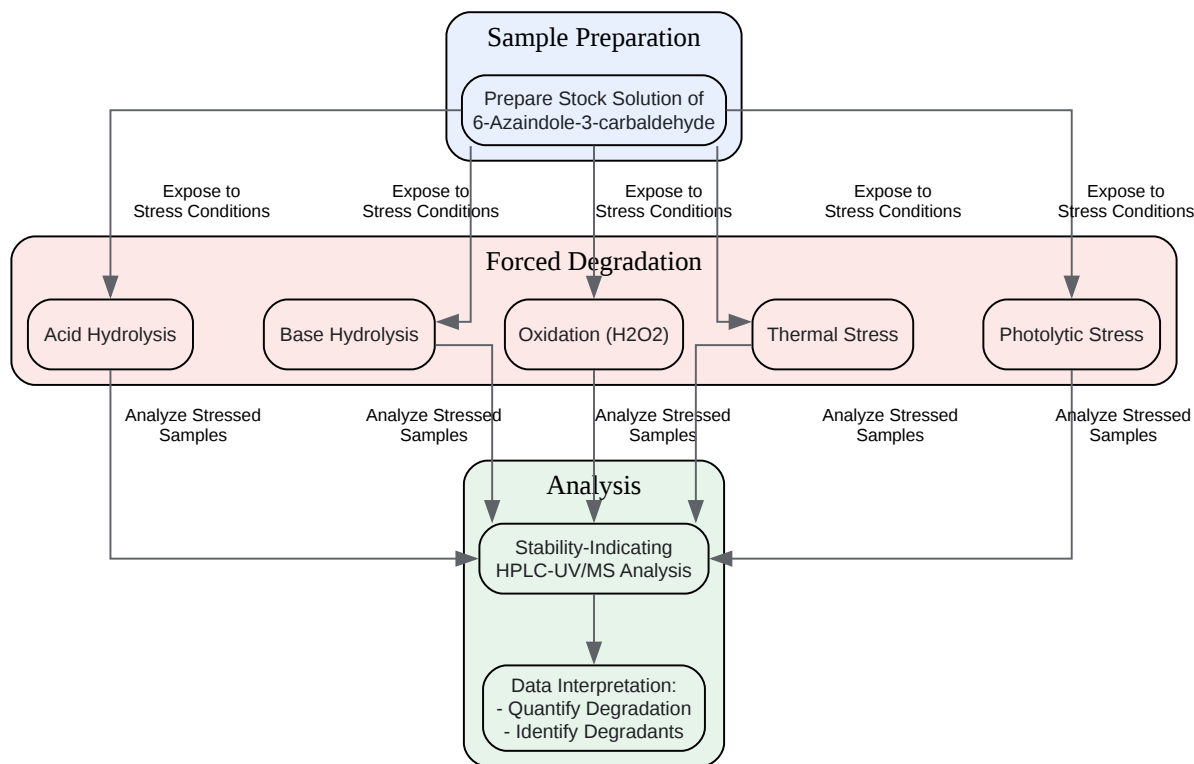 Sample Preparation
Prepare Stock Solution of
6-Azaindole-3-carbaldehyde
Expose to
Stress Conditions
Expose to
Stress Conditions
Expose to
Stress Conditions
Expose to
Stress Conditions
Expose to
Stress Conditions
Forced Degradation
Acid Hydrolysis
Base Hydrolysis
Oxidation (H2O2)
Thermal Stress
Photolytic Stress
Analyze Stressed
Samples
Analyze Stressed
Samples
Analyze Stressed
Samples
Analyze Stressed
Samples
Analyze Stressed
Samples
Analysis
Stability-Indicating
HPLC-UV/MS Analysis
Data Interpretation:
- Quantify Degradation
- Identify Degradants